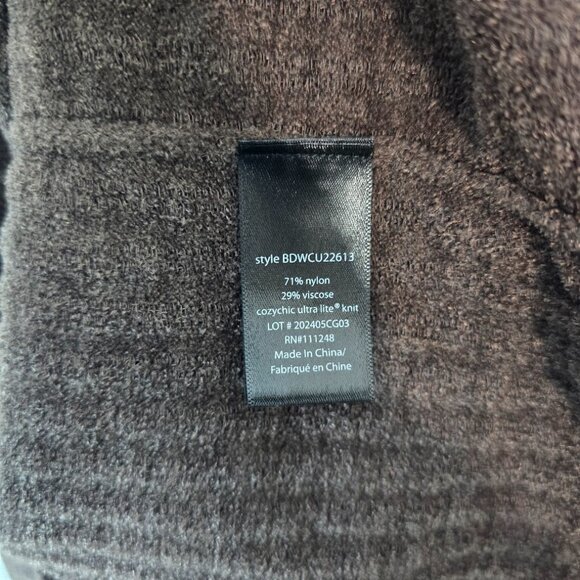 style BDWCU22613
71% nylon
29% viscose
cozychic ultra lite® knit
LOT # 202405CG03
RN#111248
Made In China/
Fabriqué en Chine